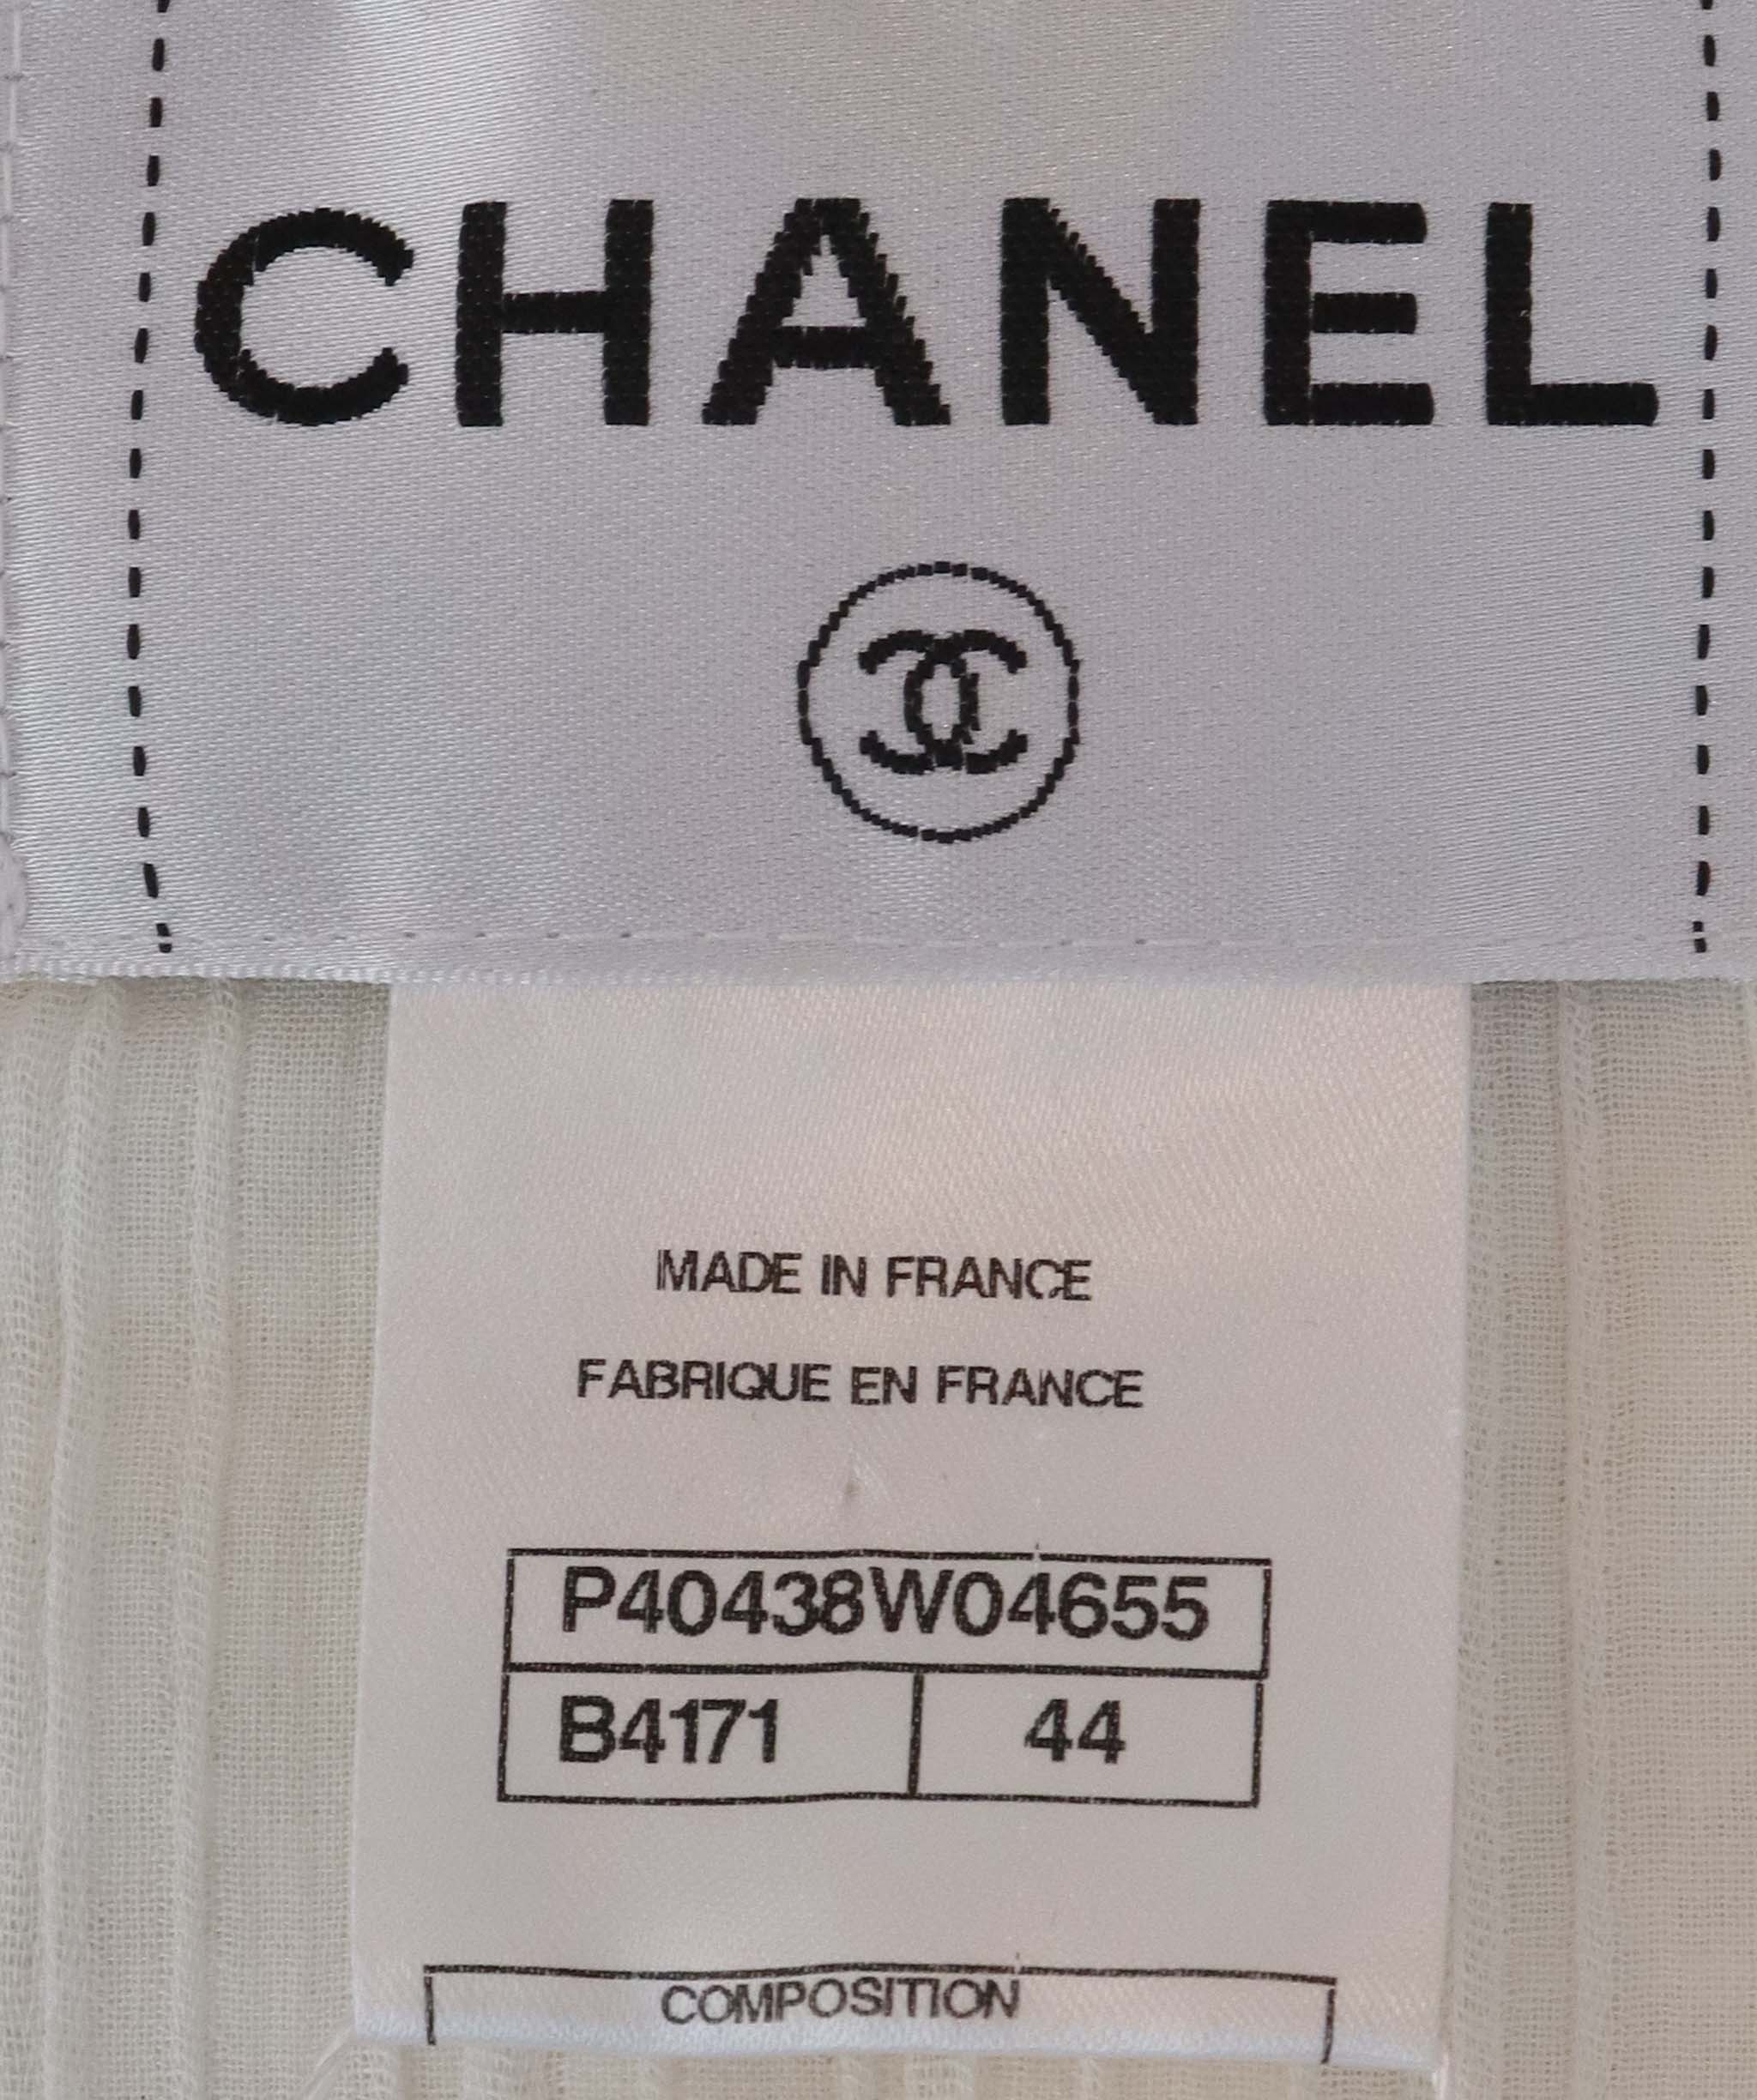 CHANEL
MADE IN FRANCE
FABRIQUE EN FRANCE
P40438W04655
B4171 44
COMPOSITION